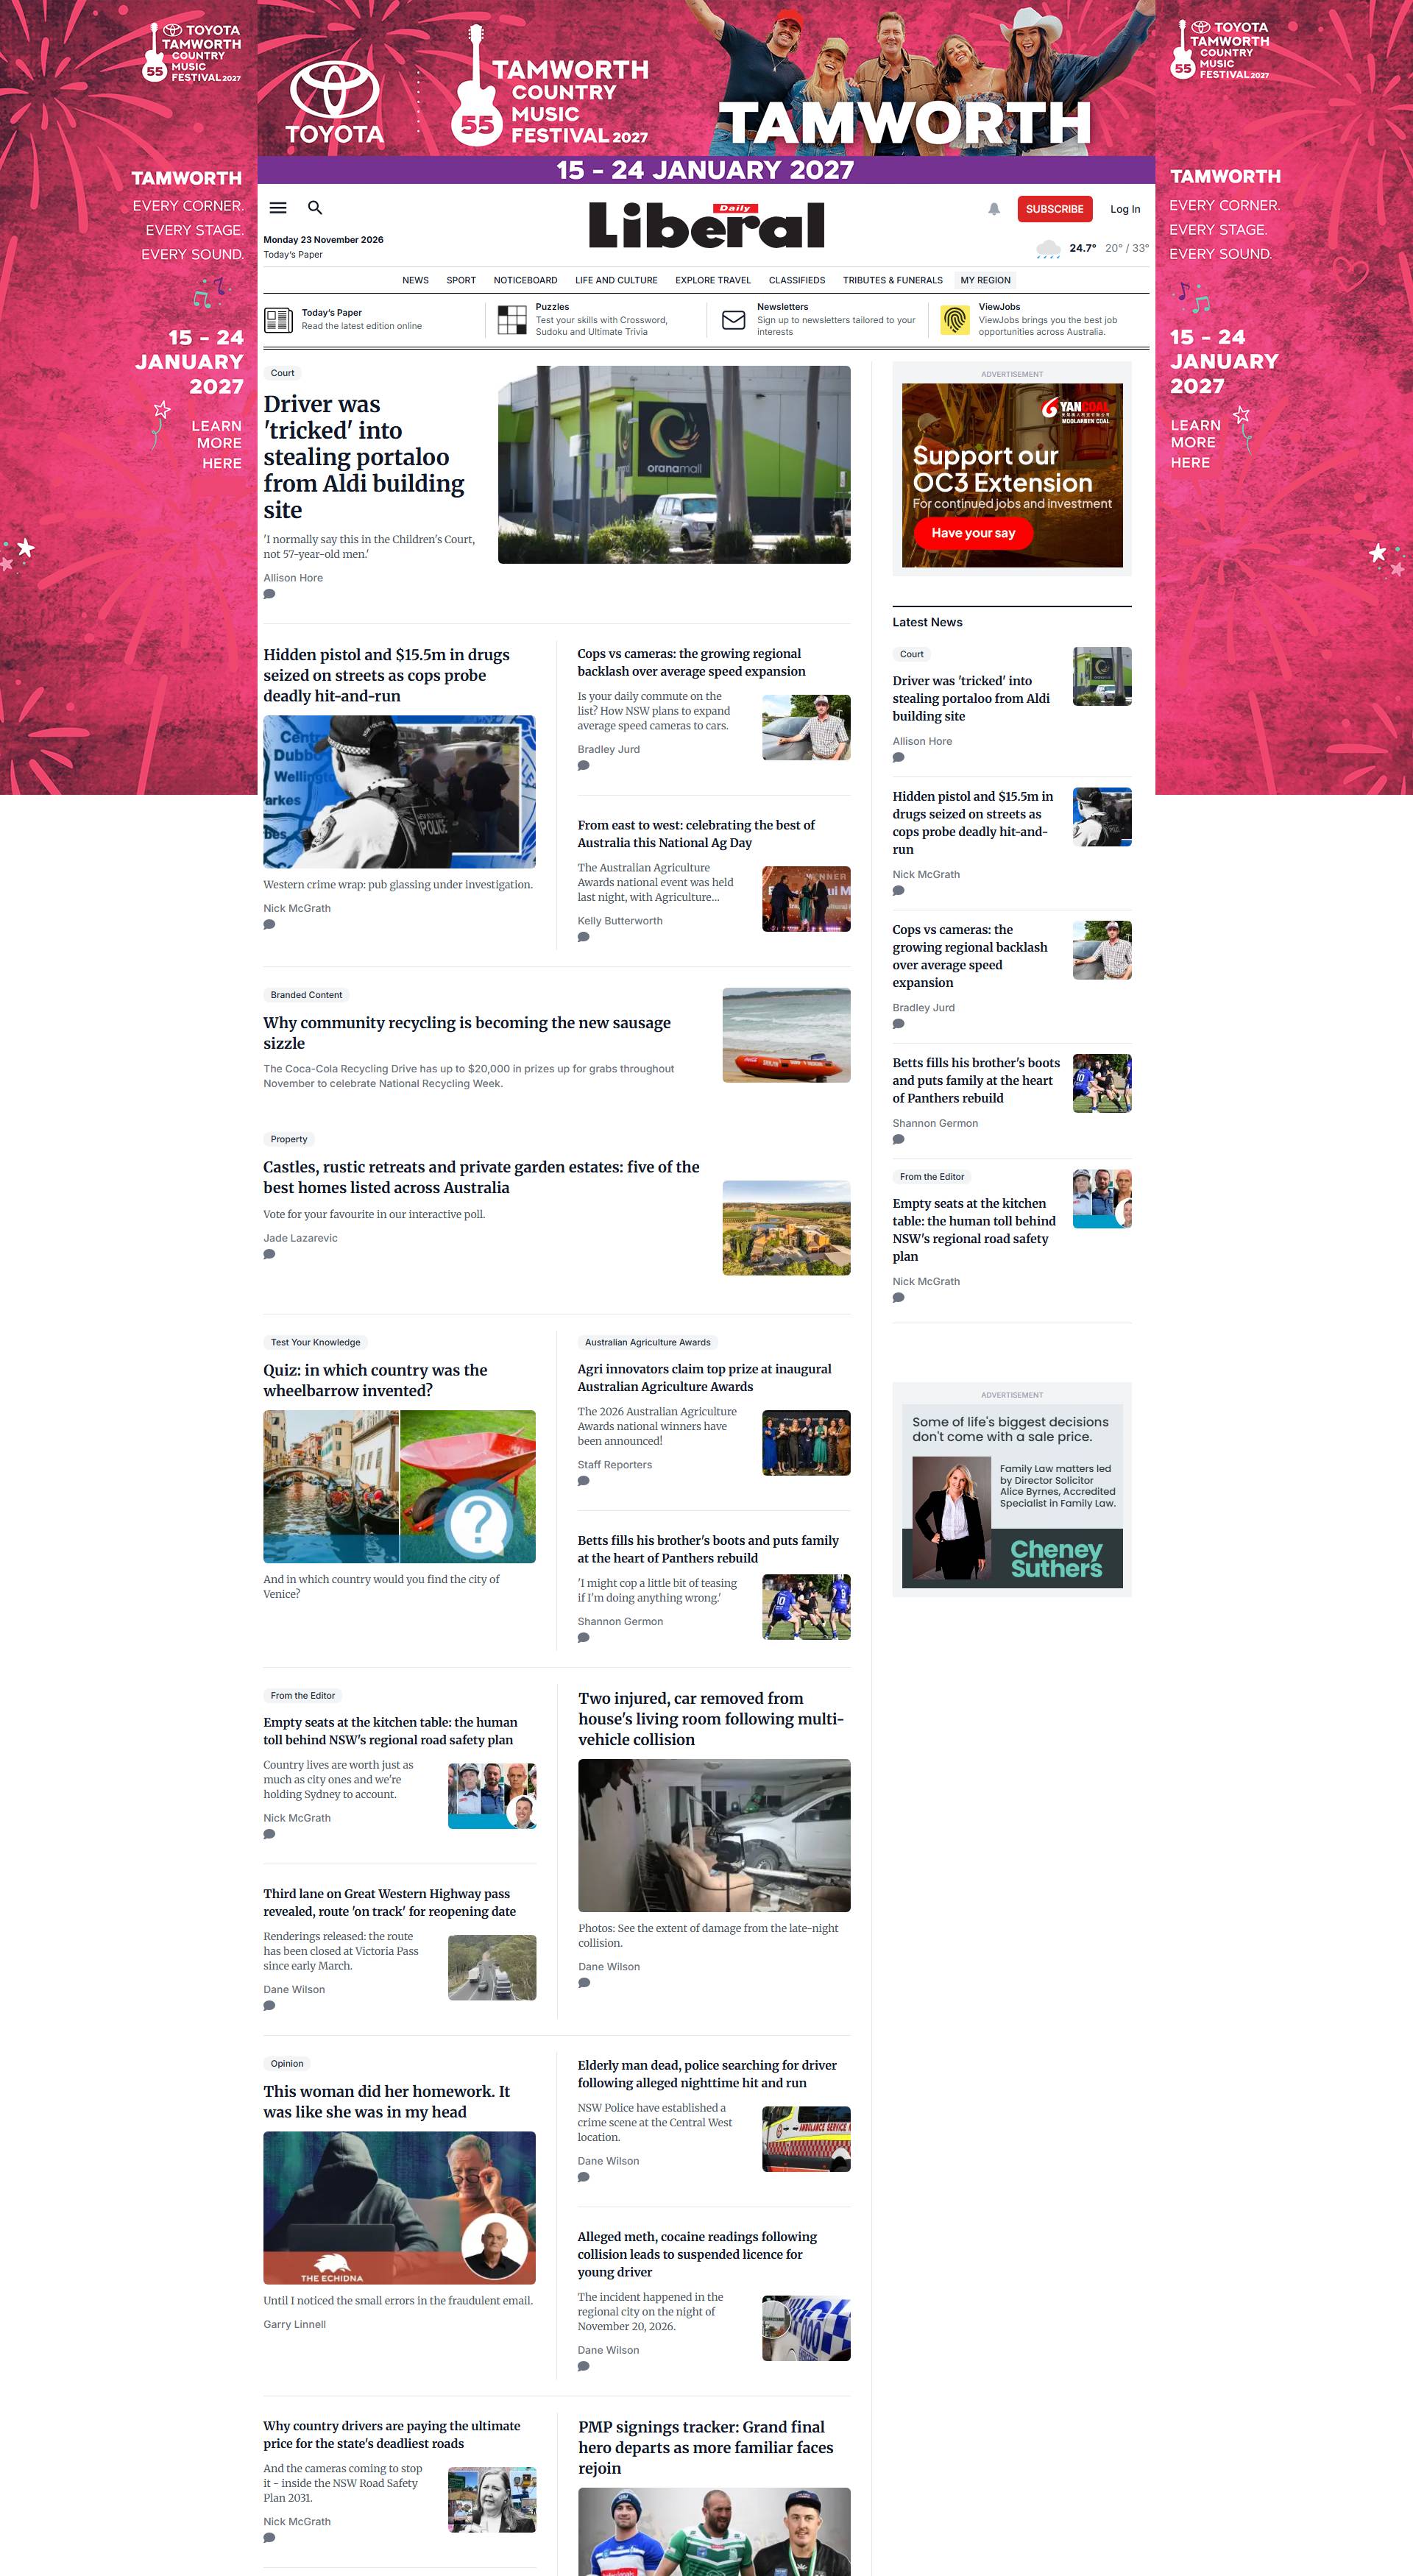 TOYOTA
TAMWORTH
COUNTRY
MUSIC
FESTIVAL 2027
55
TAMWORTH
EVERY CORNER.
EVERY STAGE.
EVERY SOUND.
15 - 24
JANUARY
2027
LEARN
MORE
HERE
TOYOTA
55
TAMWORTH
COUNTRY
MUSIC
FESTIVAL 2027
TAMWORTH
15 - 24 JANUARY 2027
TOYOTA
TAMWORTH
COUNTRY
MUSIC
FESTIVAL 2027
55
TAMWORTH
EVERY CORNER.
EVERY STAGE.
EVERY SOUND.
15 - 24
JANUARY
2027
LEARN
MORE
HERE
Daily
Liberal
SUBSCRIBE
Log In
Monday 23 November 2026
Today's Paper
24.7° 20° / 33°
NEWS SPORT NOTICEBOARD LIFE AND CULTURE EXPLORE TRAVEL CLASSIFIEDS TRIBUTES & FUNERALS MY REGION
Today's Paper
Read the latest edition online
Puzzles
Test your skills with Crossword,
Sudoku and Ultimate Trivia
Newsletters
Sign up to newsletters tailored to your
interests
ViewJobs
ViewJobs brings you the best job
opportunities across Australia.
Court
Driver was
'tricked' into
stealing portaloo
from Aldi building
site
'I normally say this in the Children's Court,
not 57-year-old men.'
Allison Hore
oranamall
Hidden pistol and $15.5m in drugs
seized on streets as cops probe
deadly hit-and-run
Centr
Dubbo
Wellingto
arkes
bes
POLICE
Western crime wrap: pub glassing under investigation.
Nick McGrath
Cops vs cameras: the growing regional
backlash over average speed expansion
Is your daily commute on the
list? How NSW plans to expand
average speed cameras to cars.
Bradley Jurd
From east to west: celebrating the best of
Australia this National Ag Day
The Australian Agriculture
Awards national event was held
last night, with Agriculture...
Kelly Butterworth
Branded Content
Why community recycling is becoming the new sausage
sizzle
The Coca-Cola Recycling Drive has up to $20,000 in prizes up for grabs throughout
November to celebrate National Recycling Week.
Property
Castles, rustic retreats and private garden estates: five of the
best homes listed across Australia
Vote for your favourite in our interactive poll.
Jade Lazarevic
Test Your Knowledge
Quiz: in which country was the
wheelbarrow invented?
?
And in which country would you find the city of
Venice?
Australian Agriculture Awards
Agri innovators claim top prize at inaugural
Australian Agriculture Awards
The 2026 Australian Agriculture
Awards national winners have
been announced!
Staff Reporters
Betts fills his brother's boots and puts family
at the heart of Panthers rebuild
'I might cop a little bit of teasing
if I'm doing anything wrong.'
Shannon Germon
10
From the Editor
Empty seats at the kitchen table: the human
toll behind NSW's regional road safety plan
Country lives are worth just as
much as city ones and we're
holding Sydney to account.
Nick McGrath
Third lane on Great Western Highway pass
revealed, route 'on track' for reopening date
Renderings released: the route
has been closed at Victoria Pass
since early March.
Dane Wilson
Two injured, car removed from
house's living room following multi-
vehicle collision
Photos: See the extent of damage from the late-night
collision.
Dane Wilson
Opinion
This woman did her homework. It
was like she was in my head
THE ECHIDNA
Until I noticed the small errors in the fraudulent email.
Garry Linnell
Elderly man dead, police searching for driver
following alleged nighttime hit and run
NSW Police have established a
crime scene at the Central West
location.
Dane Wilson
AMBULANCE SERVICE
Alleged meth, cocaine readings following
collision leads to suspended licence for
young driver
The incident happened in the
regional city on the night of
November 20, 2026.
Dane Wilson
000
Why country drivers are paying the ultimate
price for the state's deadliest roads
And the cameras coming to stop
it - inside the NSW Road Safety
Plan 2031.
Nick McGrath
PMP signings tracker: Grand final
hero departs as more familiar faces
rejoin
ADVERTISEMENT
YANCOAL
MOOLARBEN COAL
Support our
OC3 Extension
For continued jobs and investment
Have your say
Latest News
Court
Driver was 'tricked' into
stealing portaloo from Aldi
building site
Allison Hore
Hidden pistol and $15.5m in
drugs seized on streets as
cops probe deadly hit-and-
run
Nick McGrath
Cops vs cameras: the
growing regional backlash
over average speed
expansion
Bradley Jurd
Betts fills his brother's boots
and puts family at the heart
of Panthers rebuild
Shannon Germon
From the Editor
Empty seats at the kitchen
table: the human toll behind
NSW's regional road safety
plan
Nick McGrath
ADVERTISEMENT
Some of life's biggest decisions
don't come with a sale price.
Family Law matters led
by Director Solicitor
Alice Byrnes, Accredited
Specialist in Family Law.
Cheney
Suthers